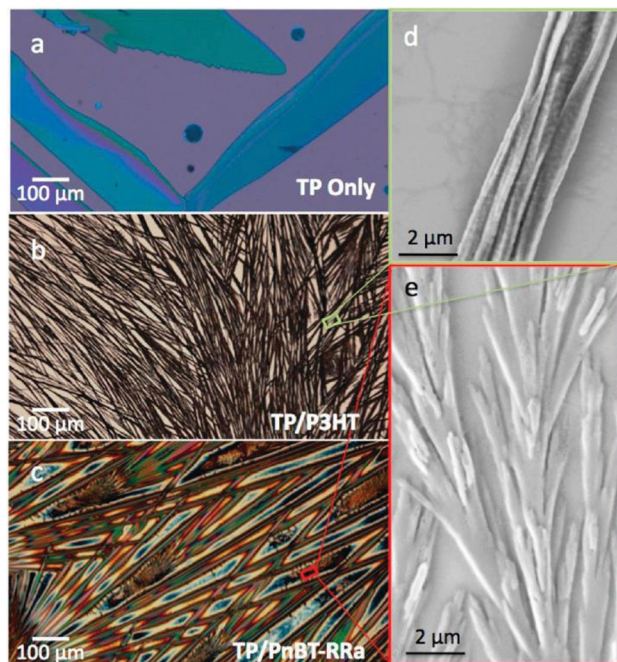 a
100 µm
TP Only
b
100 µm
TP/P3HT
c
100 µm
TP/PnBT-RRa
d
2 µm
e
2 µm